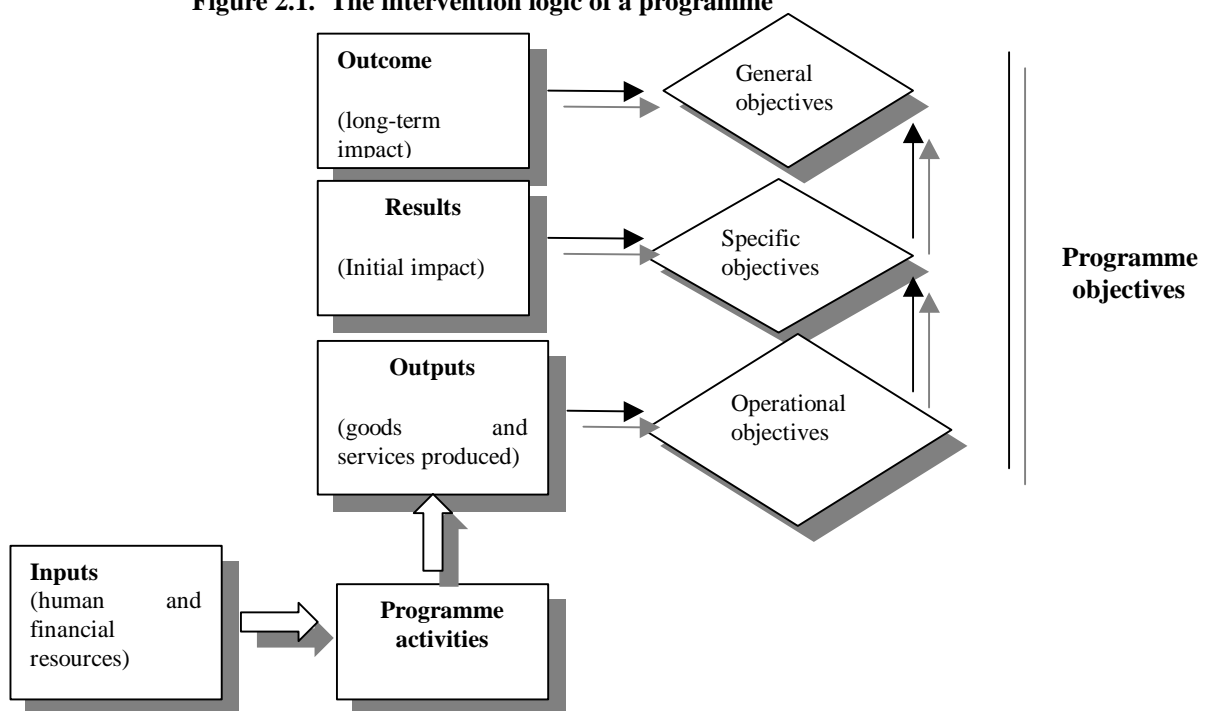 Figure 2.1. The intervention logic of a programme
Outcome
(long-term
impact)
General
objectives
Results
(Initial impact)
Specific
objectives
Programme
objectives
Outputs
(goods and
services produced)
Operational
objectives
Inputs
(human and
financial
resources)
Programme
activities